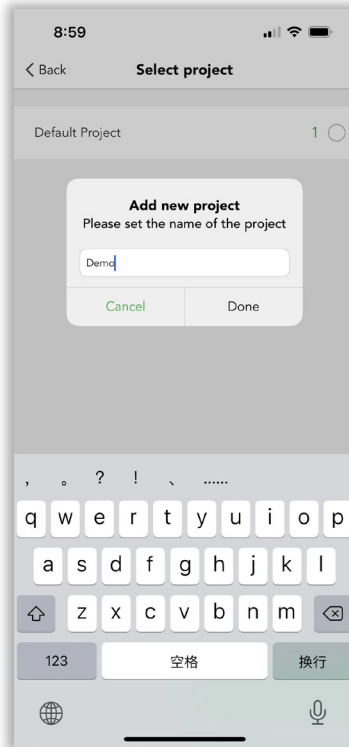 8:59
Back
Select project
Default Project
1
Add new project
Please set the name of the project
Demo
Cancel
Done
, 。 ? ! 、 ......
q w e r t y u i o p
a s d f g h j k l
z x c v b n m
123
空格
换行